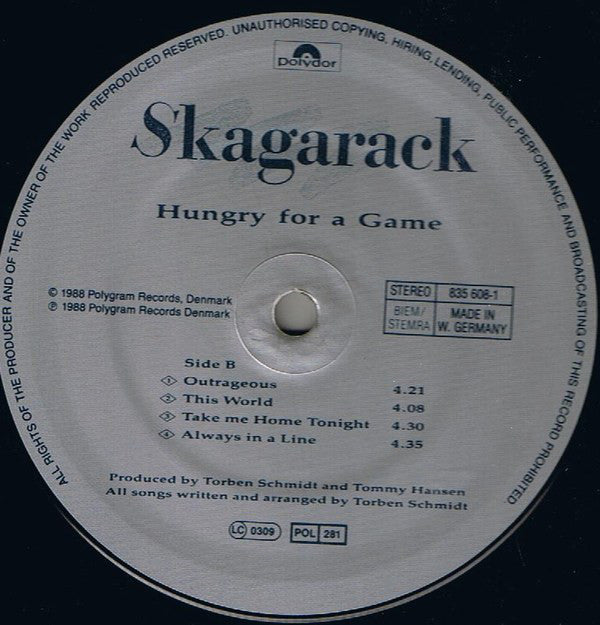 ALL RIGHTS OF THE PRODUCER AND OF THE OWNER OF THE WORK REPRODUCED RESERVED. UNAUTHORISED COPYING, HIRING, LENDING, PUBLIC PERFORMANCE AND BROADCASTING OF THIS RECORD PROHIBITED
polydor
Skagarack
Hungry for a Game
© 1988 Polygram Records, Denmark
℗ 1988 Polygram Records Denmark
STEREO 835 608-1
BIEM/ STEMRA MADE IN W. GERMANY
Side B
1 Outrageous 4.21
2 This World 4.08
3 Take me Home Tonight 4.30
4 Always in a Line 4.35
Produced by Torben Schmidt and Tommy Hansen
All songs written and arranged by Torben Schmidt
LC 0309 POL 281